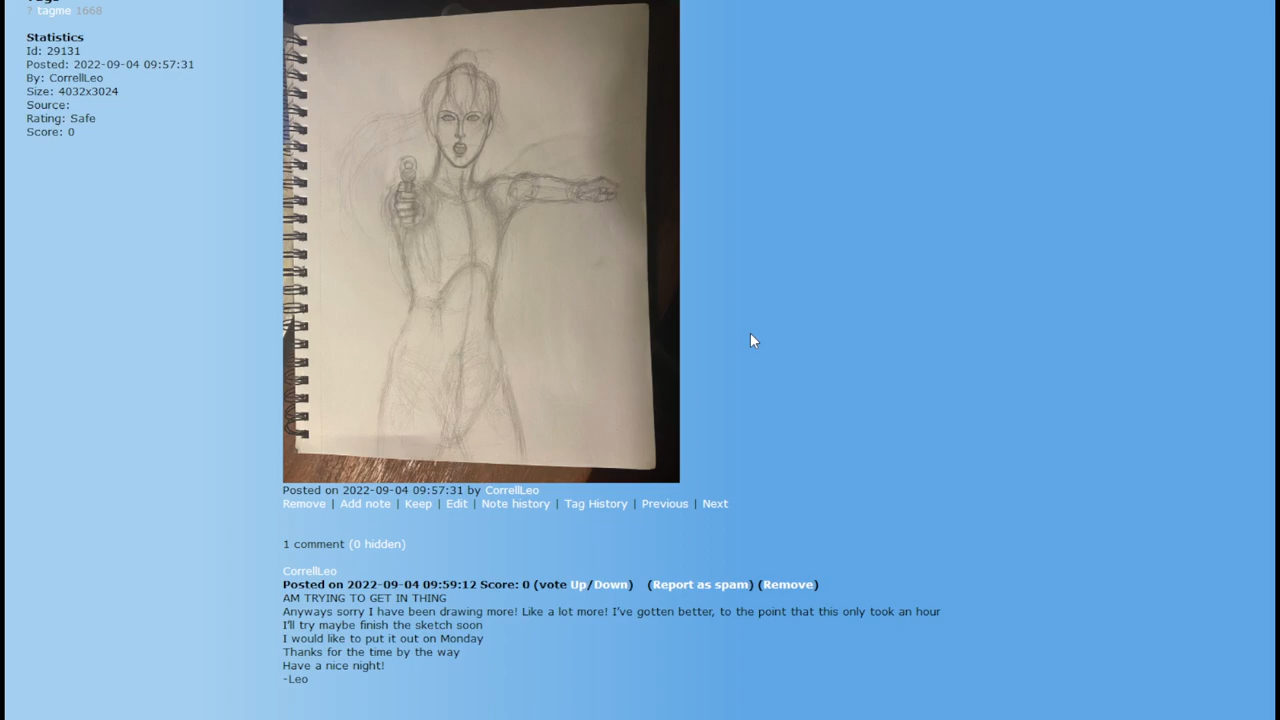 ? tagme 1668
Statistics
Id: 29131
Posted: 2022-09-04 09:57:31
By: CorrellLeo
Size: 4032x3024
Source:
Rating: Safe
Score: 0
Posted on 2022-09-04 09:57:31 by CorrellLeo
Remove | Add note | Keep | Edit | Note history | Tag History | Previous | Next
1 comment (0 hidden)
CorrellLeo
Posted on 2022-09-04 09:59:12 Score: 0 (vote Up/Down) (Report as spam) (Remove)
AM TRYING TO GET IN THING
Anyways sorry I have been drawing more! Like a lot more! I've gotten better, to the point that this only took an hour
I'll try maybe finish the sketch soon
I would like to put it out on Monday
Thanks for the time by the way
Have a nice night!
-Leo